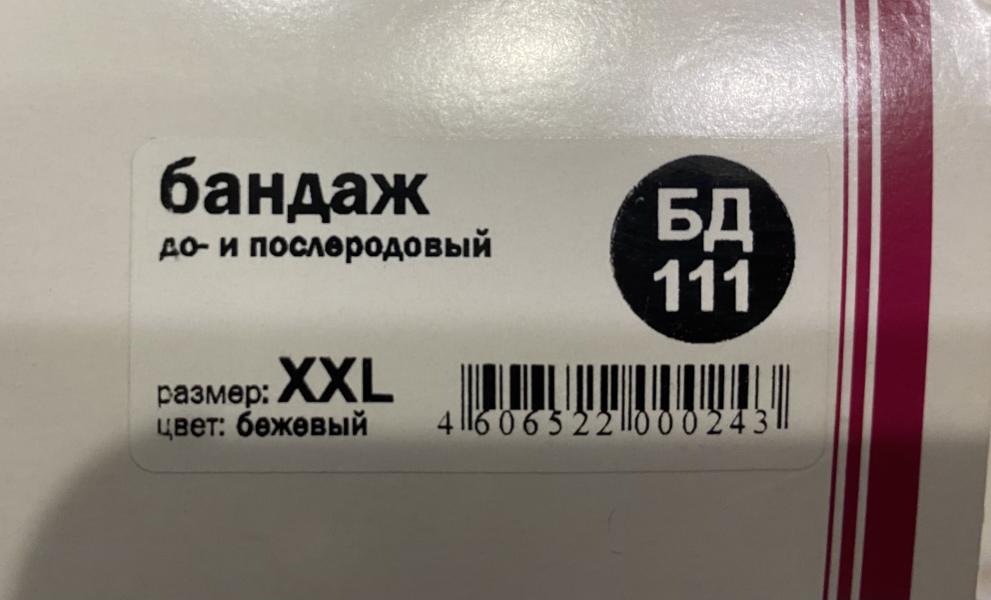 бандаж
до- и послеродовый
БД
111
размер: XXL
цвет: бежевый
4 606522 000243